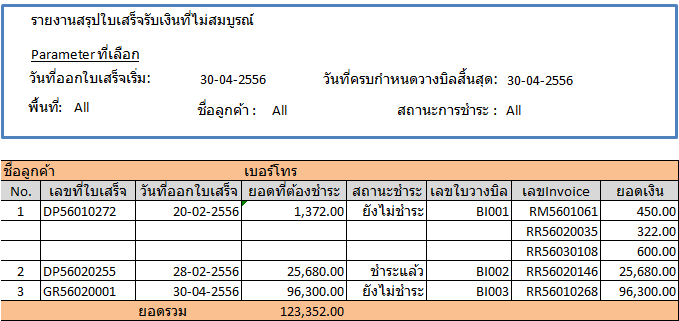 รายงานสรุปใบเสร็จรับเงินที่ไม่สมบูรณ์
Parameter ที่เลือก
วันที่ออกใบเสร็จเริ่ม: 30-04-2556 วันที่ครบกำหนดวางบิลสิ้นสุด: 30-04-2556
พื้นที่: All ชื่อลูกค้า : All สถานะการชำระ : All
ชื่อลูกค้า เบอร์โทร
No. เลขที่ใบเสร็จ วันที่ออกใบเสร็จ ยอดที่ต้องชำระ สถานะชำระ เลขใบวางบิล เลขInvoice ยอดเงิน
1 DP56010272 20-02-2556 1,372.00 ยังไม่ชำระ BI001 RM5601061 450.00
RR56020035 322.00
RR56030108 600.00
2 DP56020255 28-02-2556 25,680.00 ชำระแล้ว BI002 RR56020146 25,680.00
3 GR56020001 30-04-2556 96,300.00 ยังไม่ชำระ BI003 RR56010268 96,300.00
ยอดรวม 123,352.00